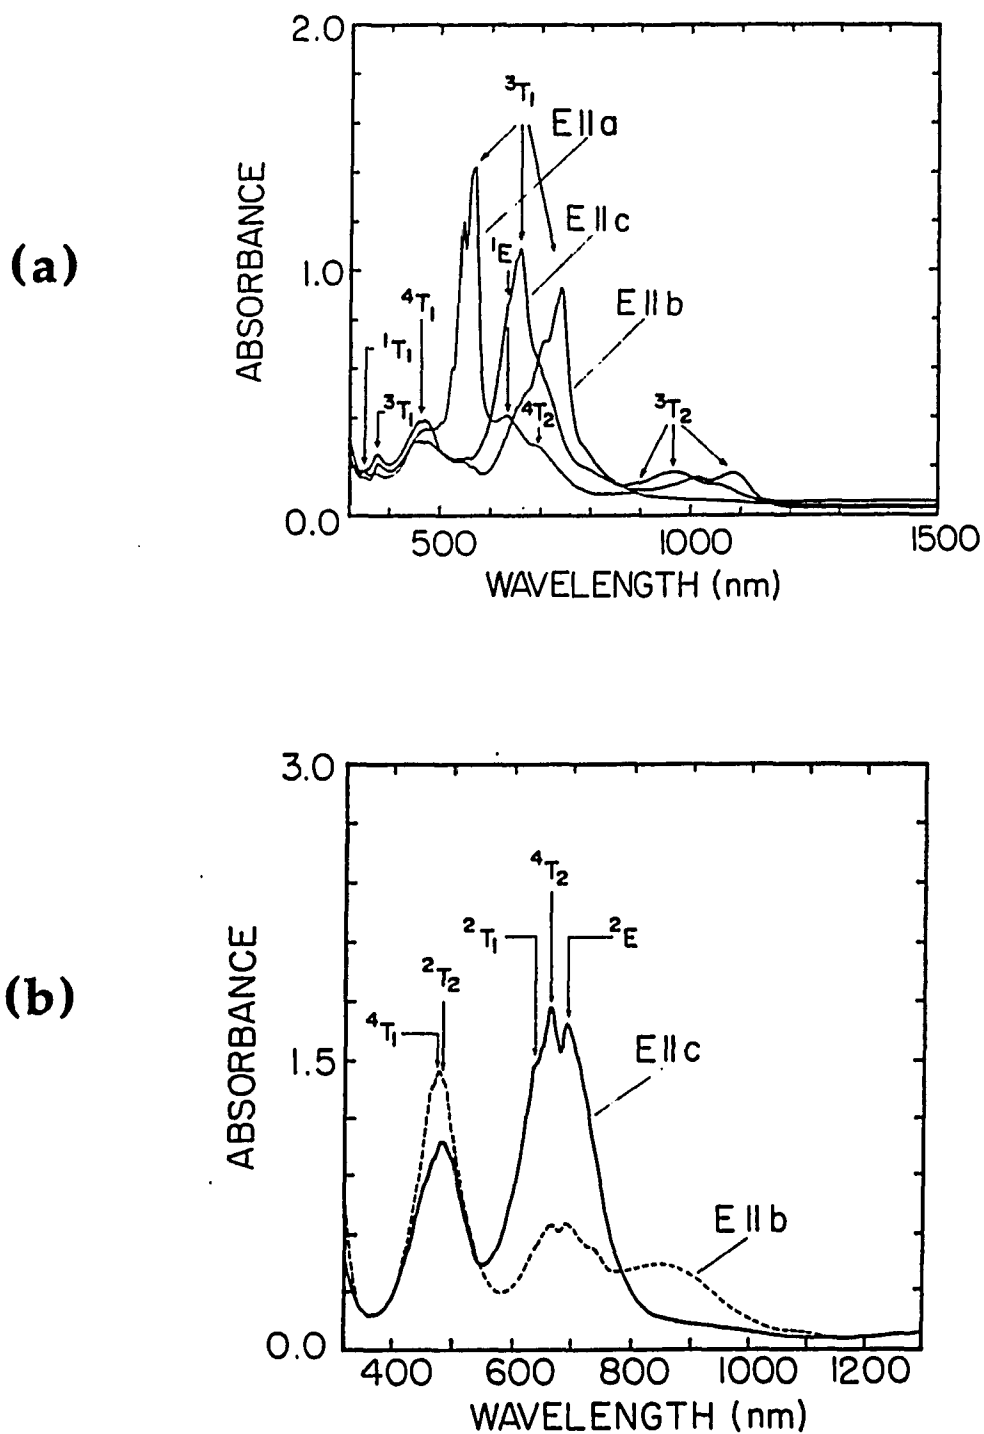 (a)
ABSORBANCE
2.0
1.0
0.0
³T₁
E∥a
E∥c
¹E
E∥b
⁴T₁
¹T₁
³T₁
⁴T₂
³T₂
500
1000
1500
WAVELENGTH (nm)
(b)
ABSORBANCE
3.0
1.5
0.0
⁴T₂
²T₁
²E
²T₂
⁴T₁
E∥c
E∥b
400
600
800
1000
1200
WAVELENGTH (nm)